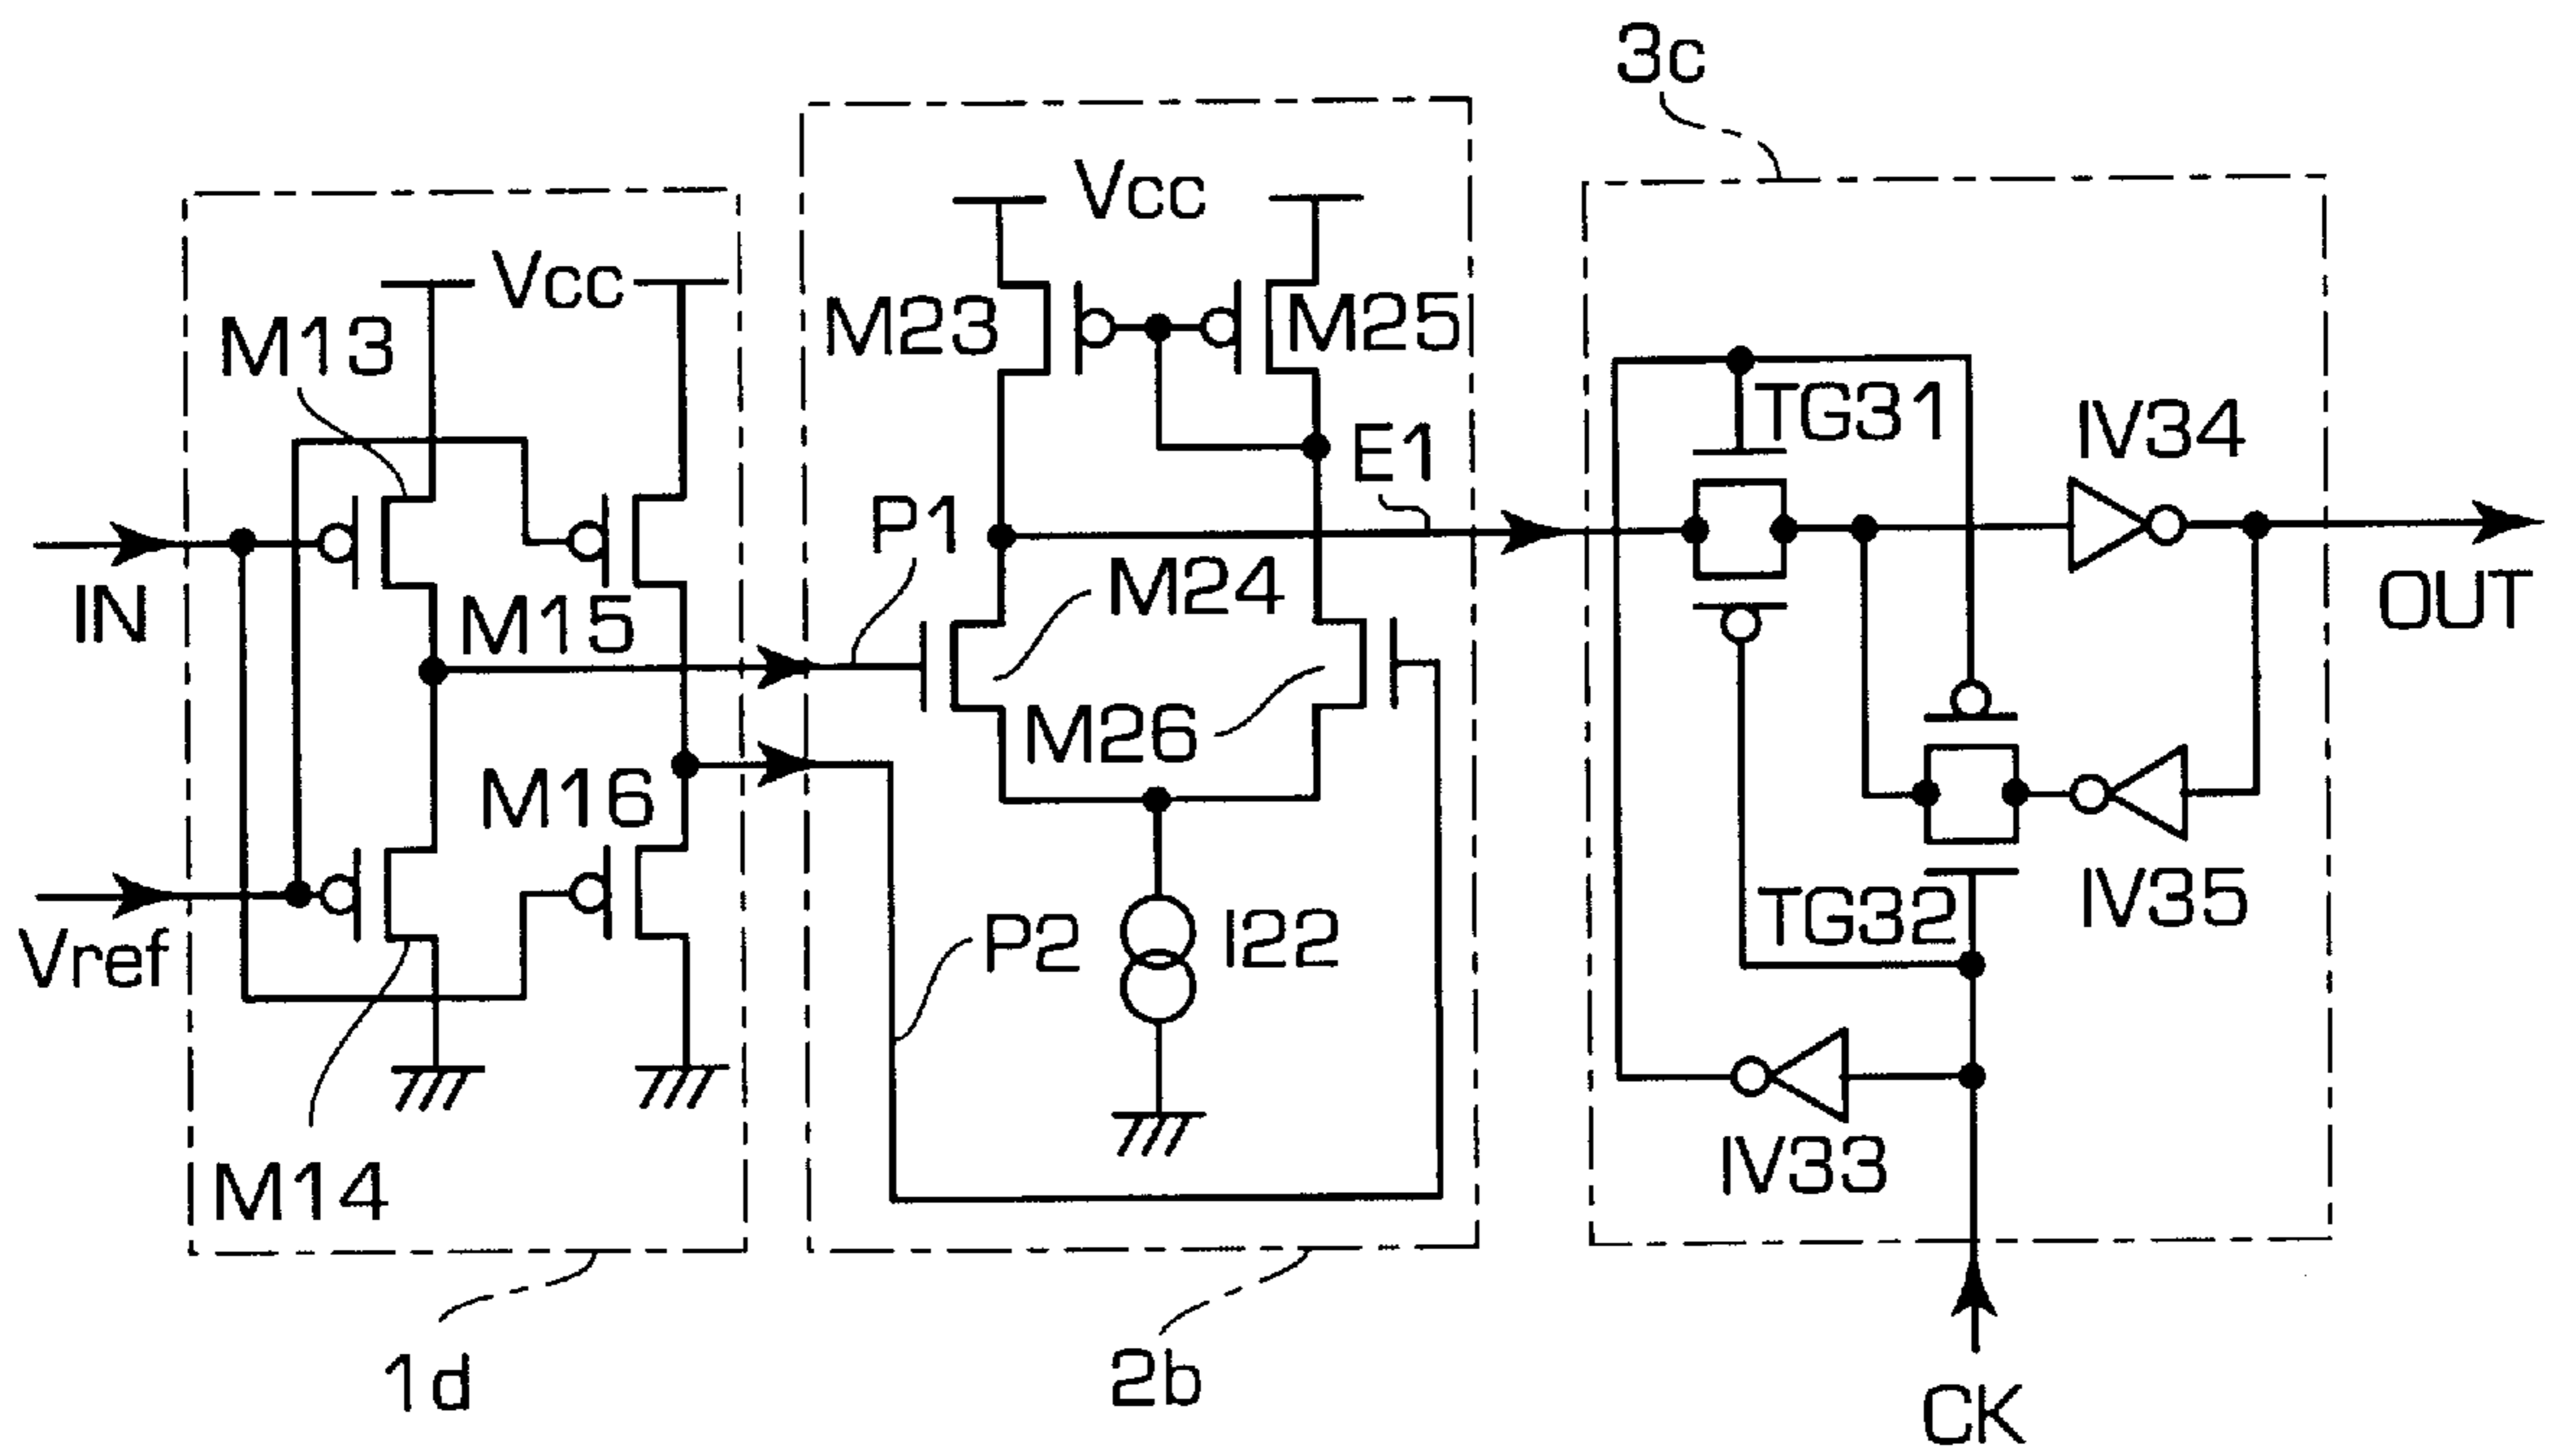 3c
Vcc
Vcc
M13
M23
M25
TG31
IV34
E1
P1
IN
M15
M24
OUT
M26
M16
Vref
P2
I22
TG32
IV35
M14
IV33
1d
2b
CK